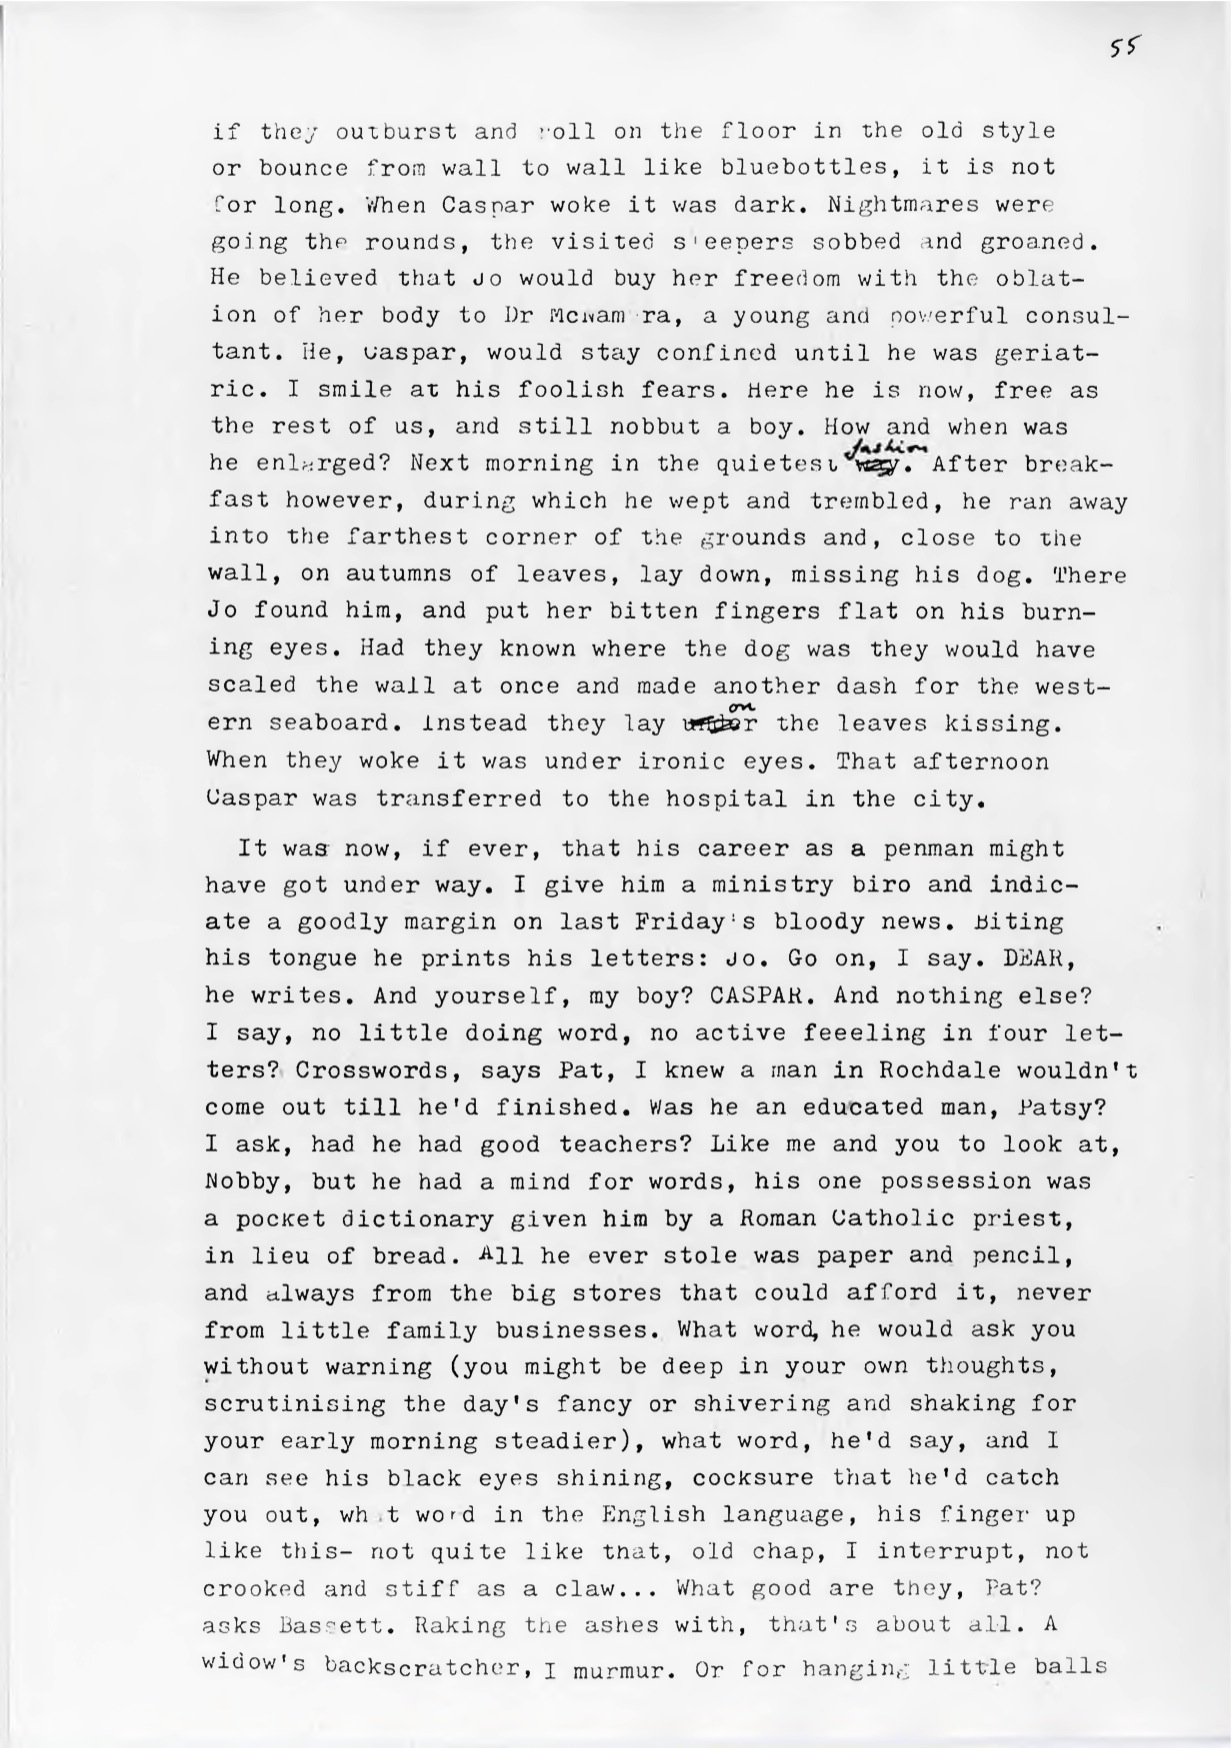 55
if they outburst and roll on the floor in the old style
or bounce from wall to wall like bluebottles, it is not
for long. When Caspar woke it was dark. Nightmares were
going the rounds, the visited sleepers sobbed and groaned.
He believed that Jo would buy her freedom with the oblat-
ion of her body to Dr McNamara, a young and powerful consul-
tant. He, Caspar, would stay confined until he was geriat-
ric. I smile at his foolish fears. Here he is now, free as
the rest of us, and still nobbut a boy. How and when was
he enlarged? Next morning in the quietest fashion. After break-
fast however, during which he wept and trembled, he ran away
into the farthest corner of the grounds and, close to the
wall, on autumns of leaves, lay down, missing his dog. There
Jo found him, and put her bitten fingers flat on his burn-
ing eyes. Had they known where the dog was they would have
scaled the wall at once and made another dash for the west-
ern seaboard. Instead they lay on the leaves kissing.
When they woke it was under ironic eyes. That afternoon
Caspar was transferred to the hospital in the city.
It was now, if ever, that his career as a penman might
have got under way. I give him a ministry biro and indic-
ate a goodly margin on last Friday's bloody news. Biting
his tongue he prints his letters: Jo. Go on, I say. DEAR,
he writes. And yourself, my boy? CASPAR. And nothing else?
I say, no little doing word, no active feeeling in four let-
ters? Crosswords, says Pat, I knew a man in Rochdale wouldn't
come out till he'd finished. Was he an educated man, Patsy?
I ask, had he had good teachers? Like me and you to look at,
Nobby, but he had a mind for words, his one possession was
a pocket dictionary given him by a Roman Catholic priest,
in lieu of bread. All he ever stole was paper and pencil,
and always from the big stores that could afford it, never
from little family businesses. What word, he would ask you
without warning (you might be deep in your own thoughts,
scrutinising the day's fancy or shivering and shaking for
your early morning steadier), what word, he'd say, and I
can see his black eyes shining, cocksure that he'd catch
you out, what word in the English language, his finger up
like this- not quite like that, old chap, I interrupt, not
crooked and stiff as a claw... What good are they, Pat?
asks Bassett. Raking the ashes with, that's about all. A
widow's backscratcher, I murmur. Or for hanging little balls